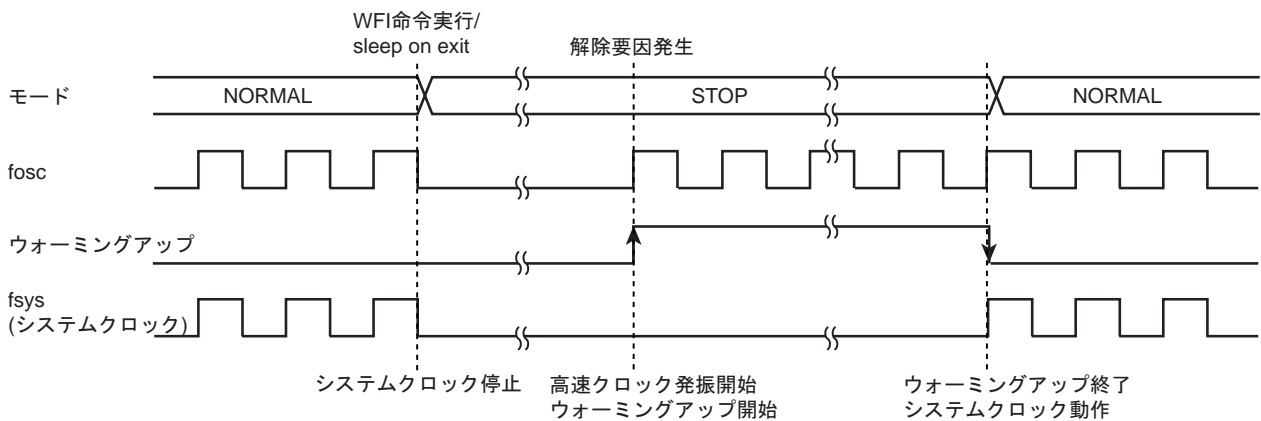 WFI命令実行/
sleep on exit
解除要因発生
モード
NORMAL
STOP
NORMAL
fosc
ウォーミングアップ
fsys
(システムクロック)
システムクロック停止
高速クロック発振開始
ウォーミングアップ開始
ウォーミングアップ終了
システムクロック動作